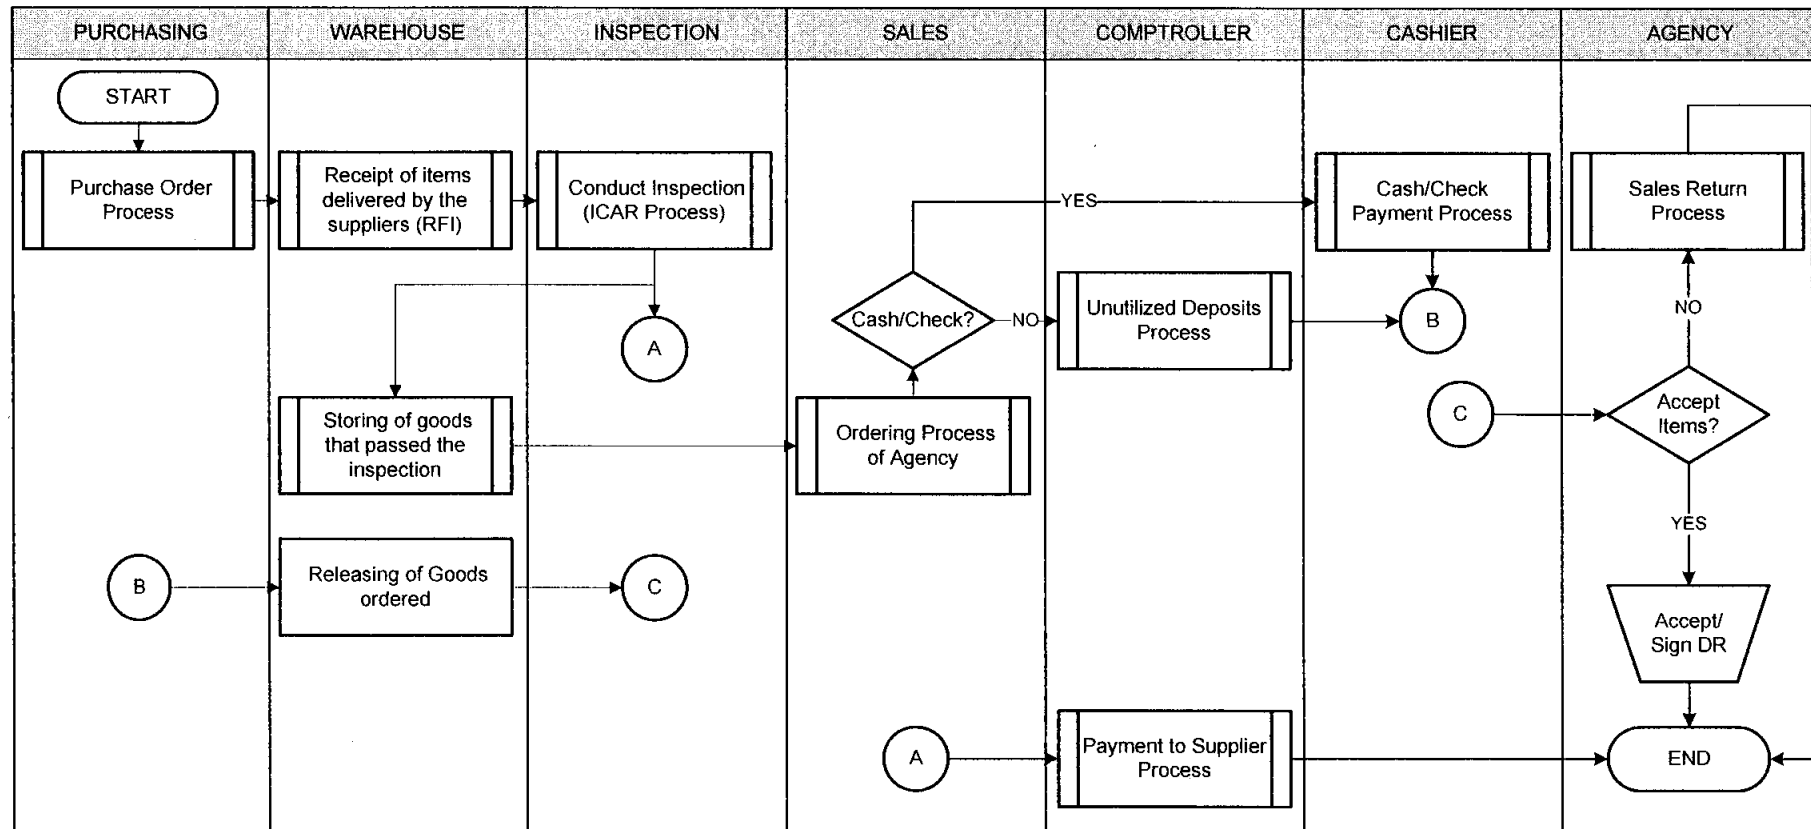 PURCHASING
WAREHOUSE
INSPECTION
SALES
COMPTROLLER
CASHIER
AGENCY
START
Purchase Order
Process
Receipt of items
delivered by the
suppliers (RFI)
Conduct Inspection
(ICAR Process)
YES
Cash/Check
Payment Process
Sales Return
Process
A
Cash/Check?
NO
Unutilized Deposits
Process
B
NO
Storing of goods
that passed the
inspection
Ordering Process
of Agency
C
Accept
Items?
YES
B
Releasing of Goods
ordered
C
Accept/
Sign DR
A
Payment to Supplier
Process
END